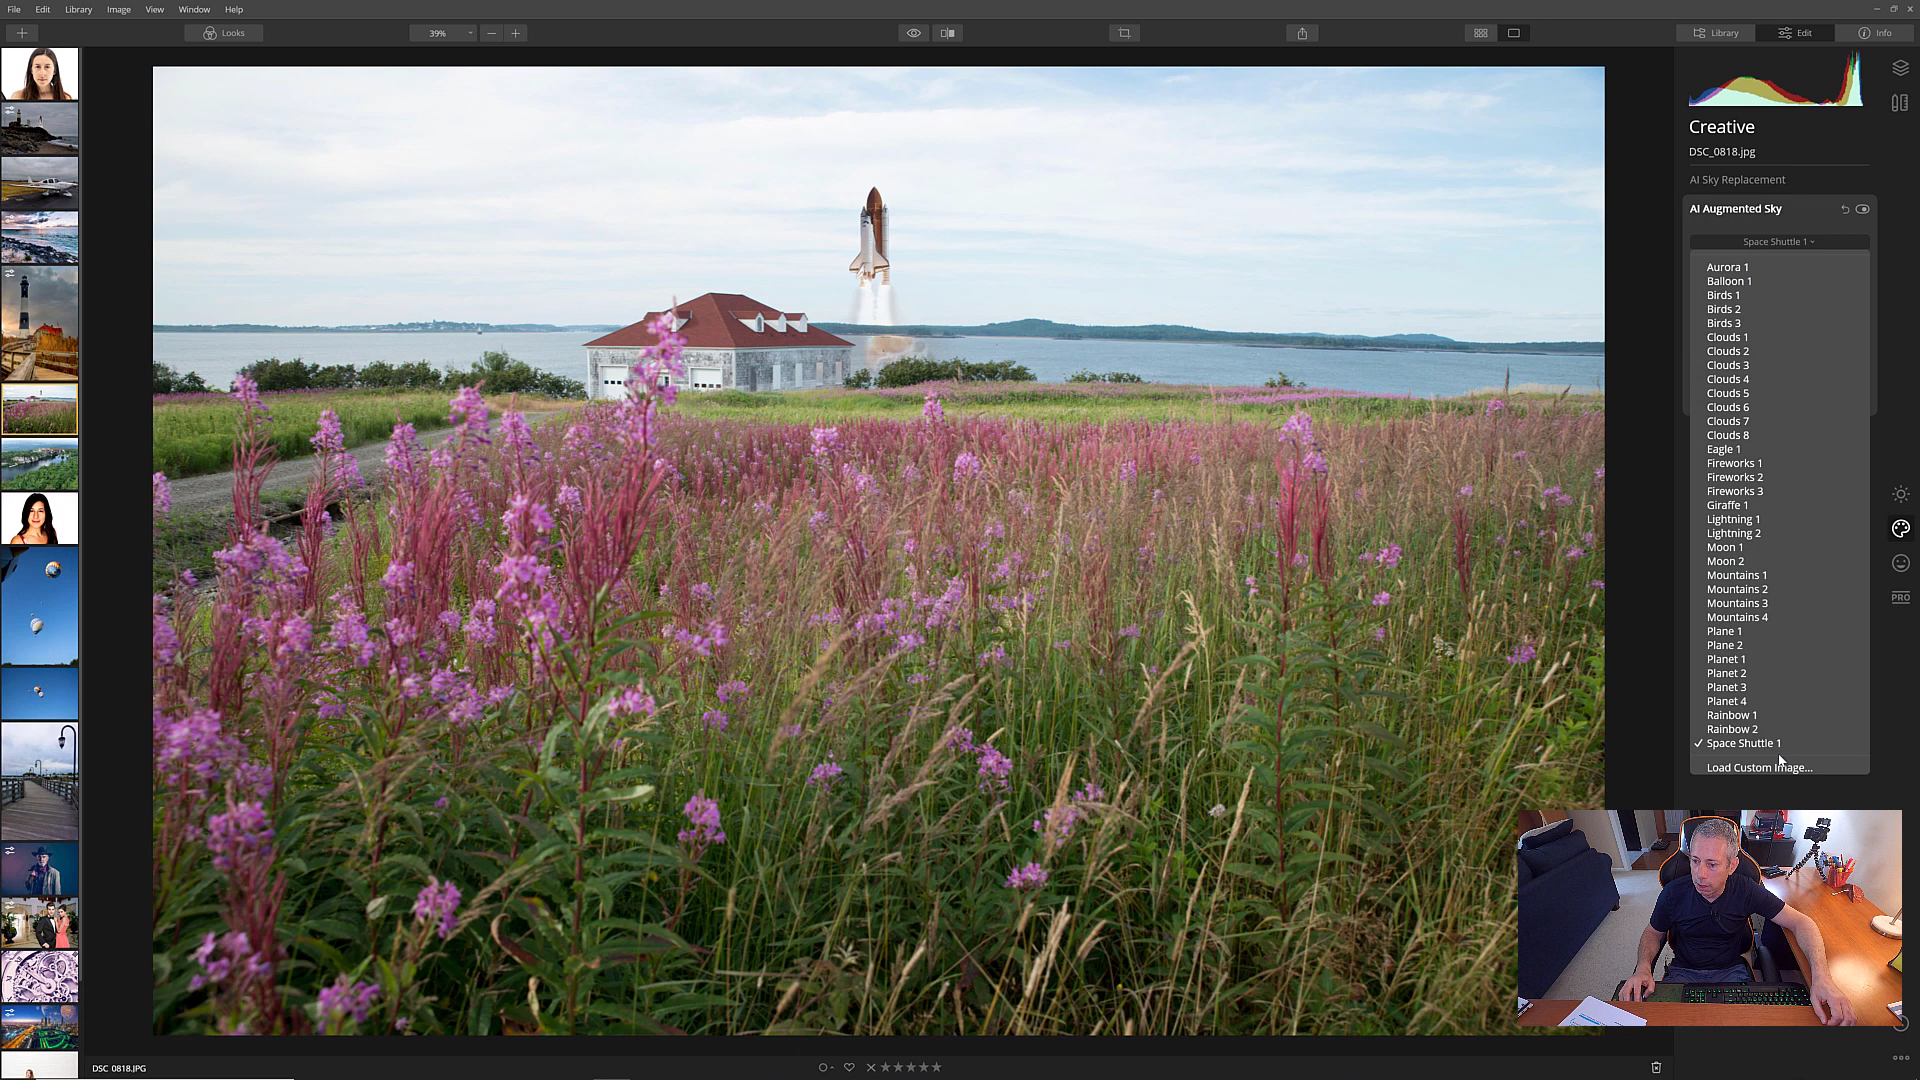 File Edit Library Image View Window Help
Looks 39% Library Edit Info
Creative
DSC_0818.jpg
AI Sky Replacement
AI Augmented Sky
Space Shuttle 1
Aurora 1
Balloon 1
Birds 1
Birds 2
Birds 3
Clouds 1
Clouds 2
Clouds 3
Clouds 4
Clouds 5
Clouds 6
Clouds 7
Clouds 8
Eagle 1
Fireworks 1
Fireworks 2
Fireworks 3
Giraffe 1
Lightning 1
Lightning 2
Moon 1
Moon 2
Mountains 1
Mountains 2
Mountains 3
Mountains 4
Plane 1
Plane 2
Planet 1
Planet 2
Planet 3
Planet 4
Rainbow 1
Rainbow 2
Space Shuttle 1
Load Custom Image...
PRO
DSC_0818.JPG